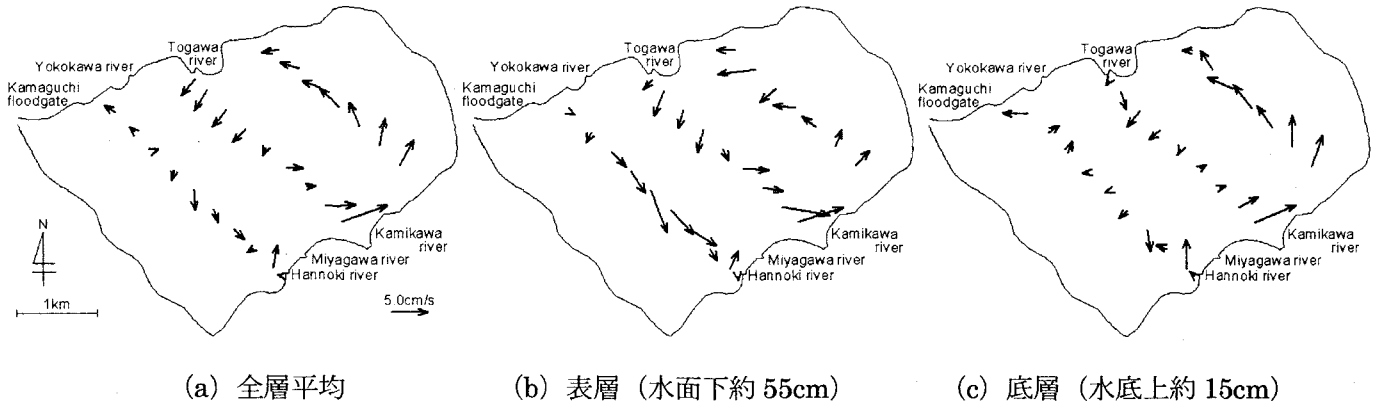 Togawa
river
Yokokawa river
Kamaguchi
floodgate
Kamikawa
river
Miyagawa river
Hannoki river
N
1km
5.0cm/s
Togawa
river
Yokokawa river
Kamaguchi
floodgate
Kamikawa
river
Miyagawa river
Hannoki river
Togawa
river
Yokokawa river
Kamaguchi
floodgate
Kamikawa
river
Miyagawa river
Hannoki river
(a) 全層平均
(b) 表層 (水面下約 55cm)
(c) 底層 (水底上約 15cm)